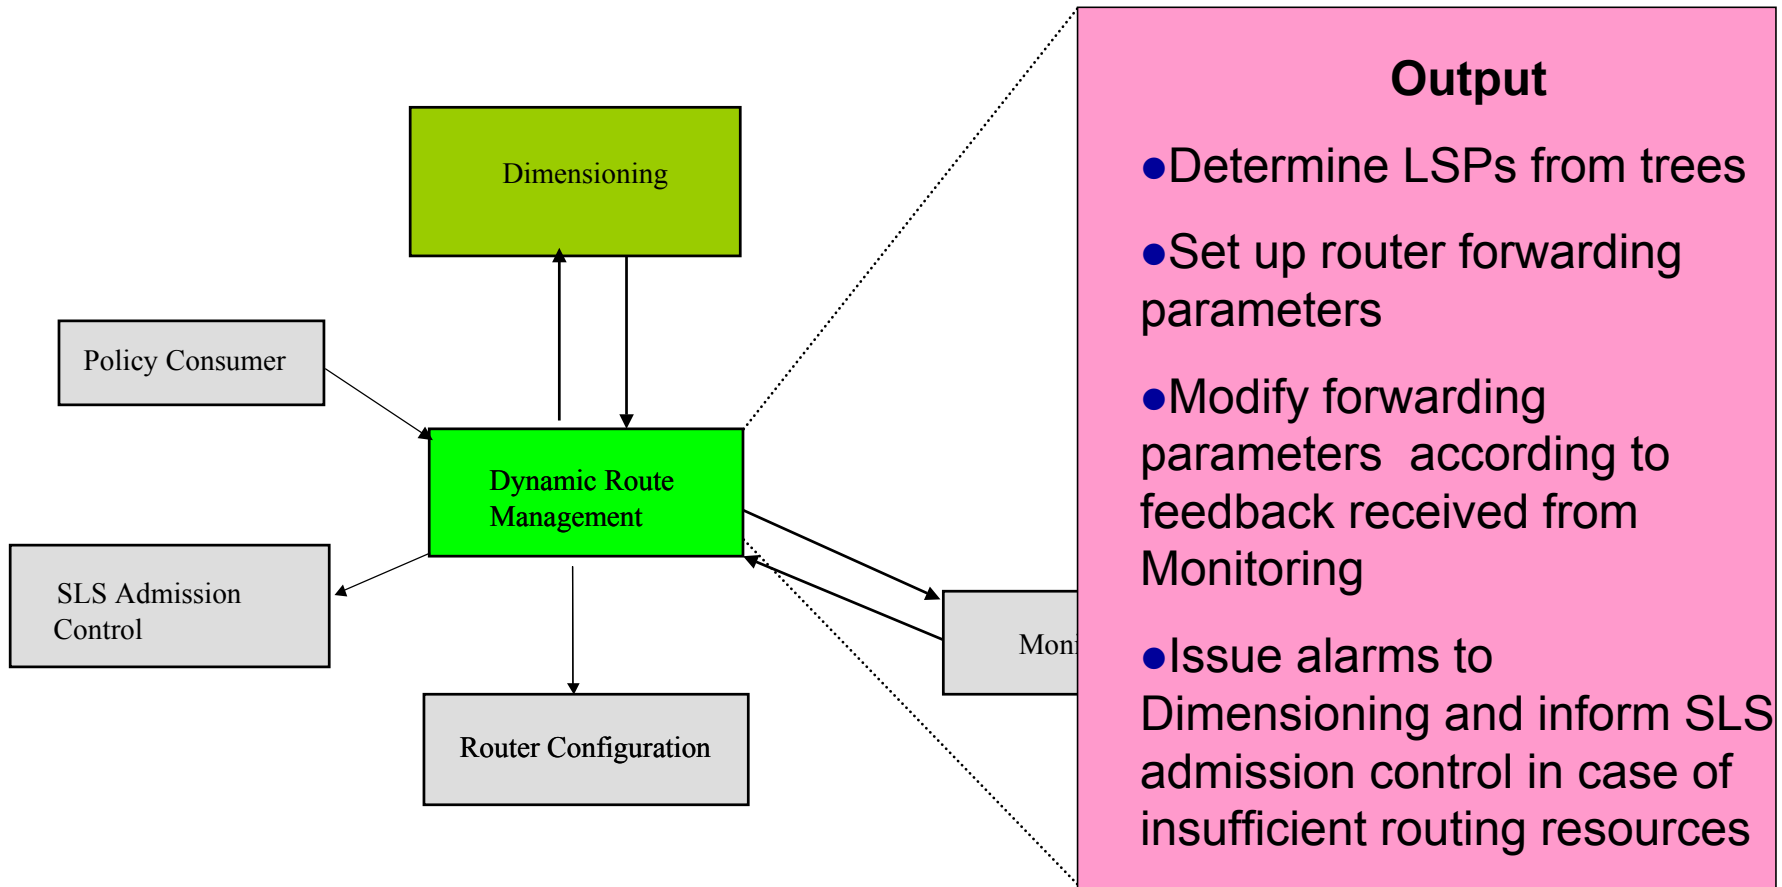 Output
Dimensioning
●Determine LSPs from trees
●Set up router forwarding
parameters
Policy Consumer
●Modify forwarding
parameters  according to
feedback received from
Monitoring
Dynamic Route
Management
SLS Admission
Control
Moni
●Issue alarms to
Dimensioning and inform SLS
admission control in case of
insufficient routing resources
Router Configuration